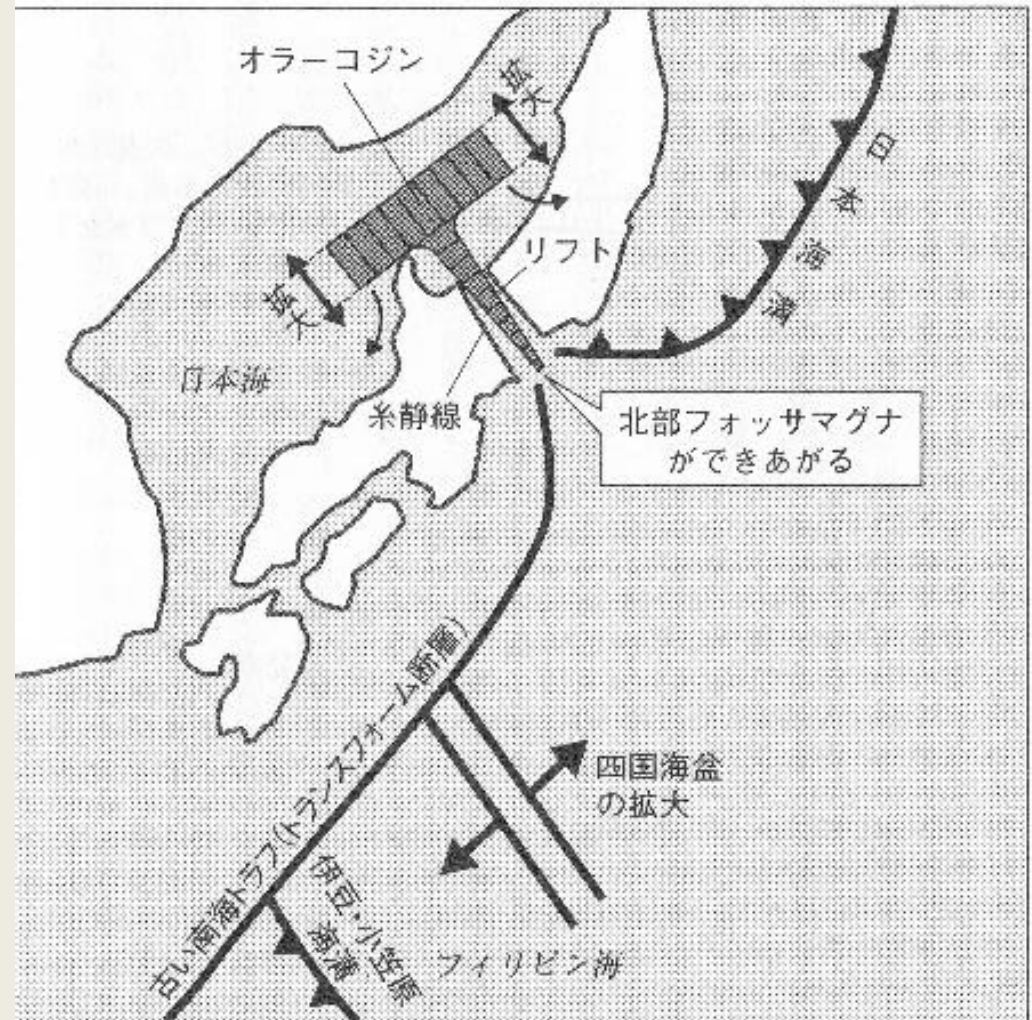 オラーコジン
拡大
日本海溝
リフト
拡大
日本海
糸静線
北部フォッサマグナ
ができあがる
古い南海トラフ(トランスフォーム断層)
四国海盆
の拡大
伊豆・小笠原
海溝
フィリピン海